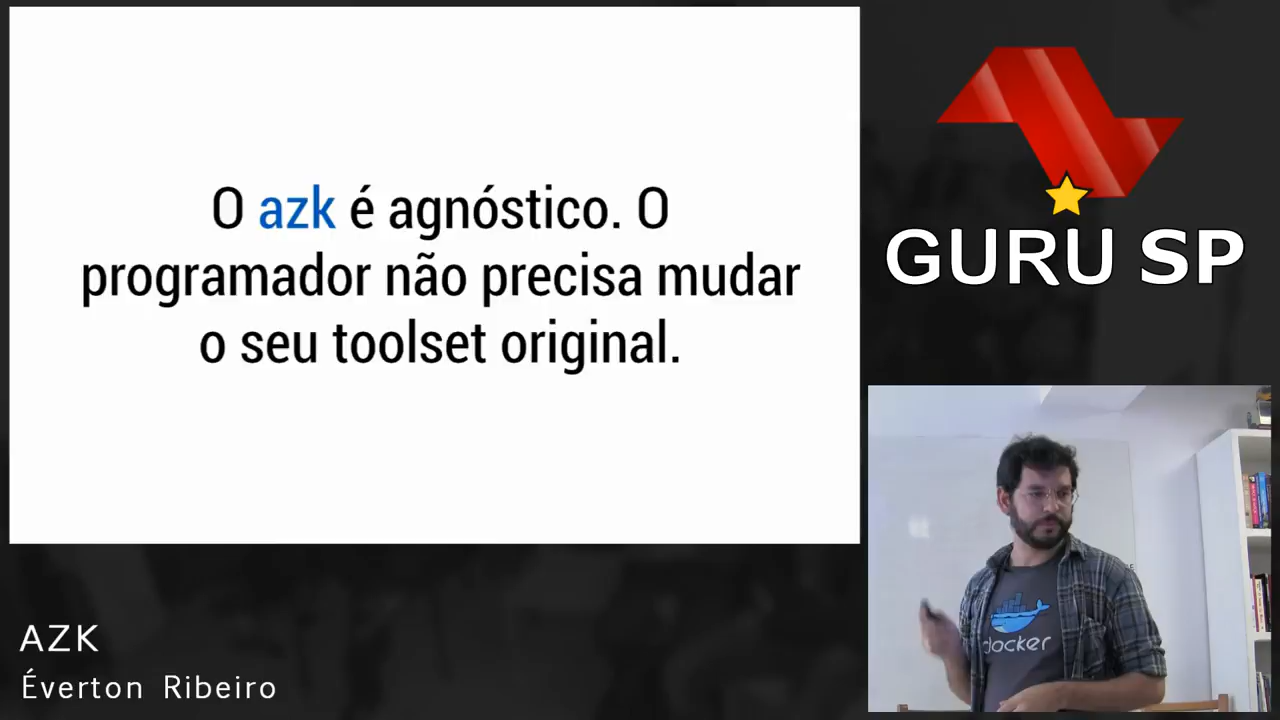 O azk é agnóstico. O
programador não precisa mudar
o seu toolset original.
GURU SP
docker
AZK
Éverton Ribeiro